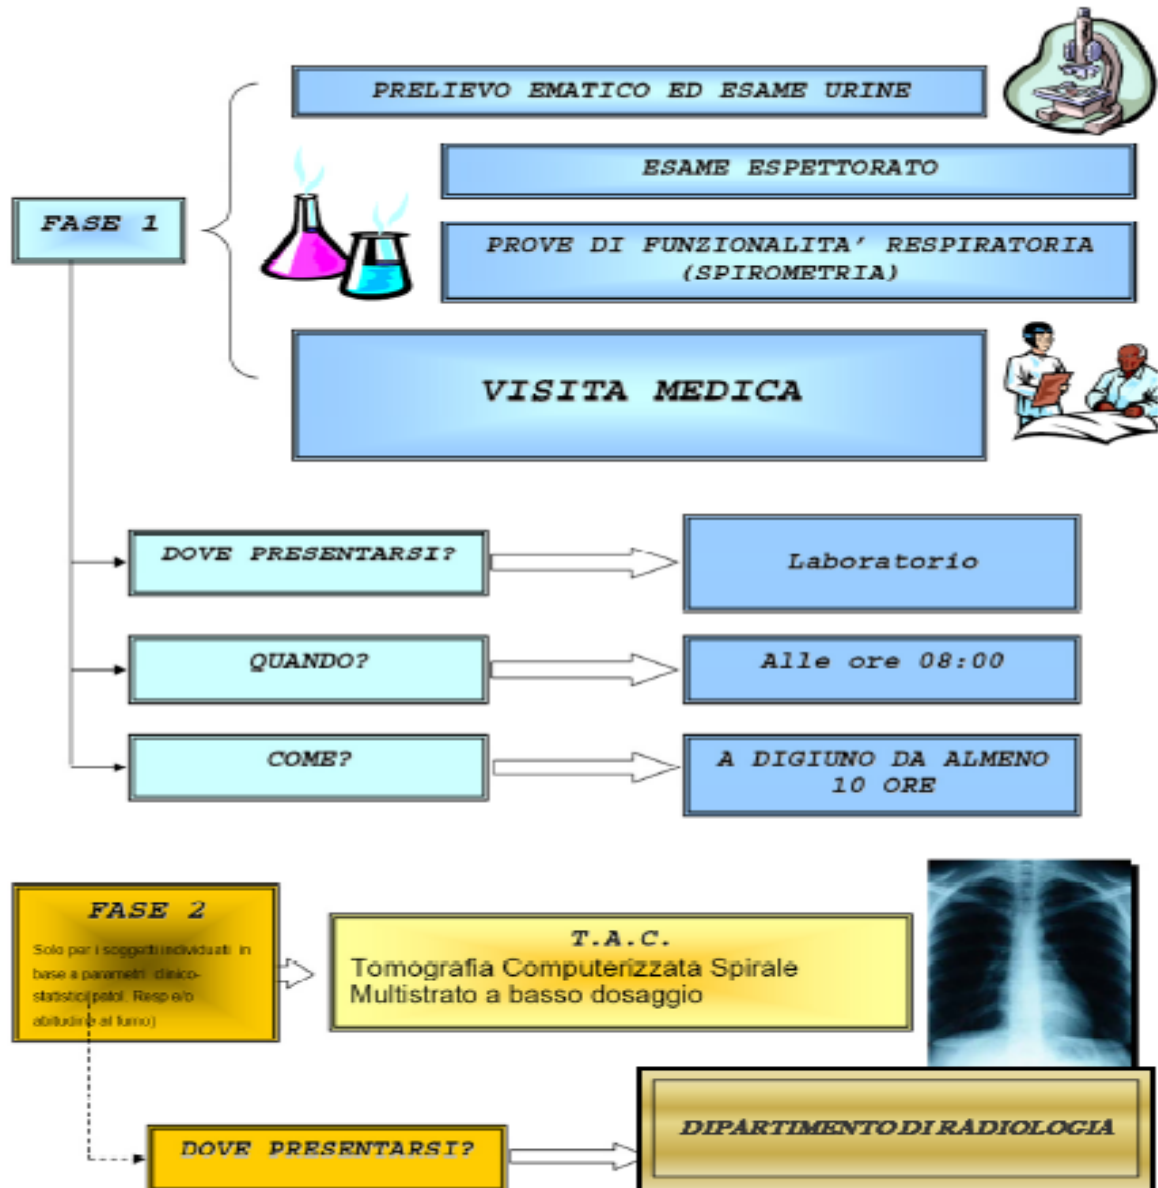 PRELIEVO EMATICO ED ESAME URINE
ESAME ESPETTORATO
FASE 1
PROVE DI FUNZIONALITA' RESPIRATORIA
(SPIROMETRIA)
VISITA MEDICA
DOVE PRESENTARSI?
Laboratorio
QUANDO?
Alle ore 08:00
COME?
A DIGIUNO DA ALMENO
10 ORE
FASE 2
Solo per i soggetti individuati in
base a parametri clinico-
statistici(patol. Resp e/o
abitudine al fumo)
T.A.C.
Tomografia Computerizzata Spirale
Multistrato a basso dosaggio
DOVE PRESENTARSI?
DIPARTIMENTO DI RADIOLOGIA